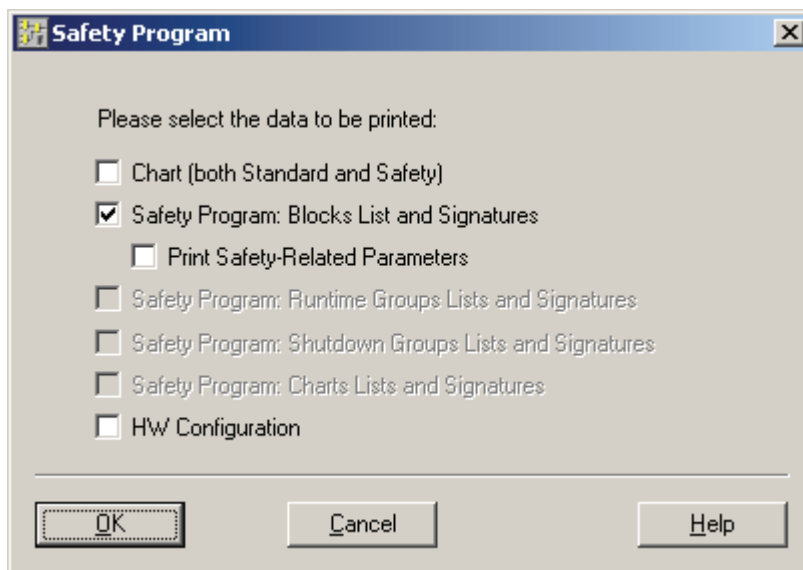 Safety Program
Please select the data to be printed:
Chart (both Standard and Safety)
Safety Program: Blocks List and Signatures
Print Safety-Related Parameters
Safety Program: Runtime Groups Lists and Signatures
Safety Program: Shutdown Groups Lists and Signatures
Safety Program: Charts Lists and Signatures
HW Configuration
OK Cancel Help